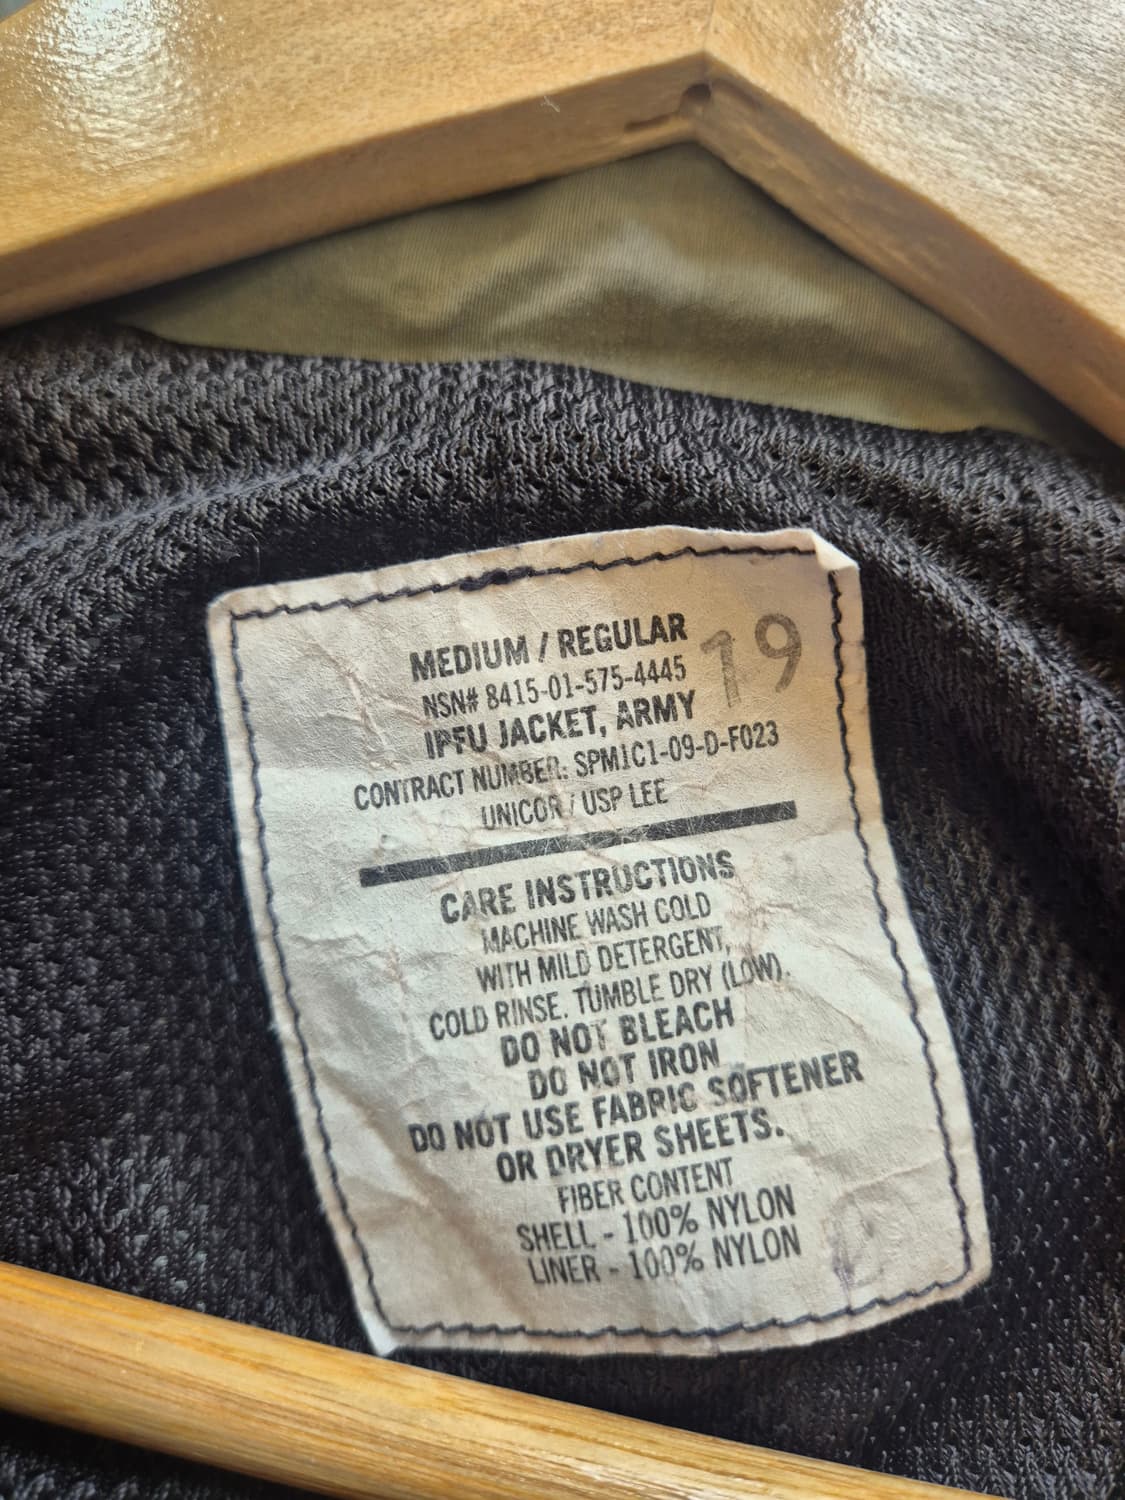 MEDIUM / REGULAR
19
NSN# 8415-01-575-4445
IPFU JACKET, ARMY
CONTRACT NUMBER: SPM1C1-09-D-F023
UNICOR / USP LEE
CARE INSTRUCTIONS
MACHINE WASH COLD
WITH MILD DETERGENT,
COLD RINSE. TUMBLE DRY (LOW).
DO NOT BLEACH
DO NOT IRON
DO NOT USE FABRIC SOFTENER
OR DRYER SHEETS.
FIBER CONTENT
SHELL - 100% NYLON
LINER - 100% NYLON